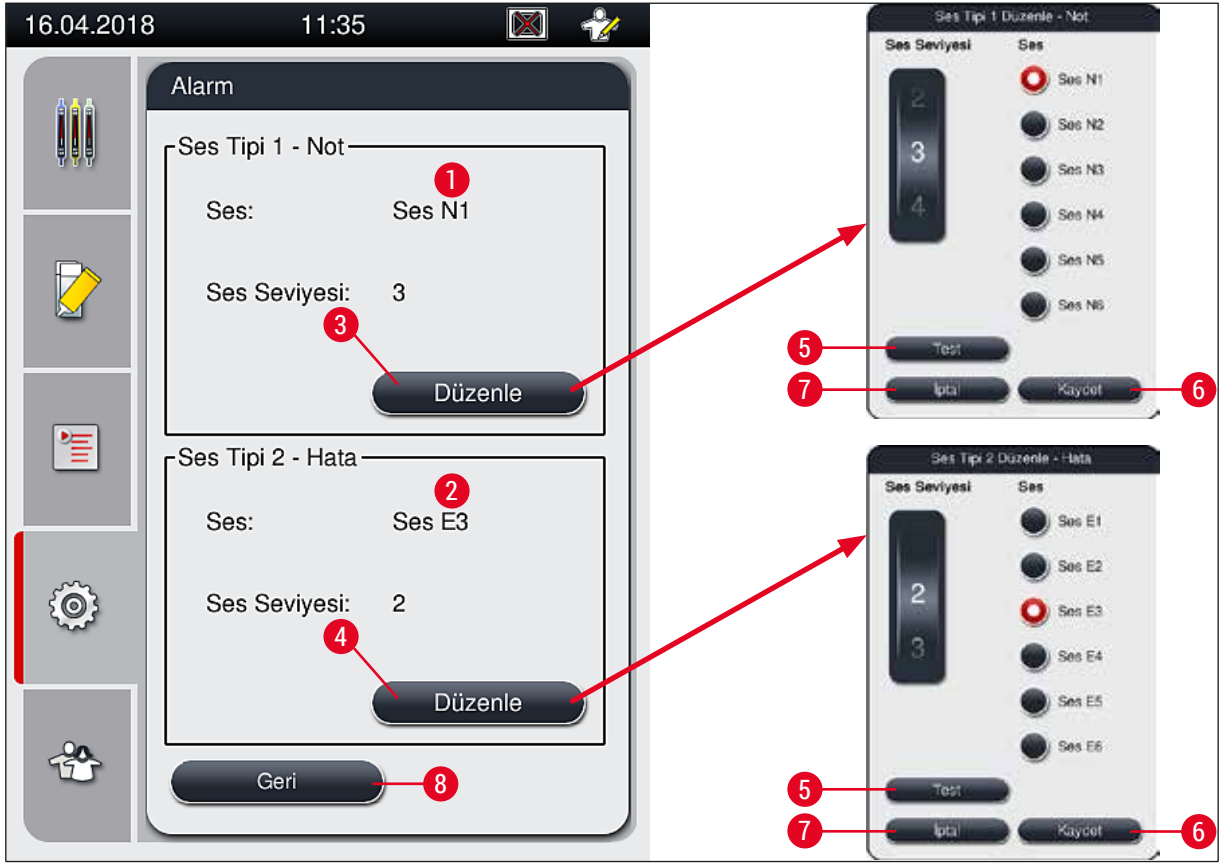 16.04.2018 11:35
Alarm
Ses Tipi 1 - Not
1
Ses: Ses N1
Ses Seviyesi: 3
3
Düzenle
Ses Tipi 2 - Hata
2
Ses: Ses E3
Ses Seviyesi: 2
4
Düzenle
Geri 8
Ses Tipi 1 Düzenle - Not
Ses Seviyesi Ses
2
3
4
Ses N1
Ses N2
Ses N3
Ses N4
Ses N5
Ses N6
5 Test
7 İptal Kaydet 6
Ses Tipi 2 Düzenle - Hata
Ses Seviyesi Ses
2
3
Ses E1
Ses E2
Ses E3
Ses E4
Ses E5
Ses E6
5 Test
7 İptal Kaydet 6